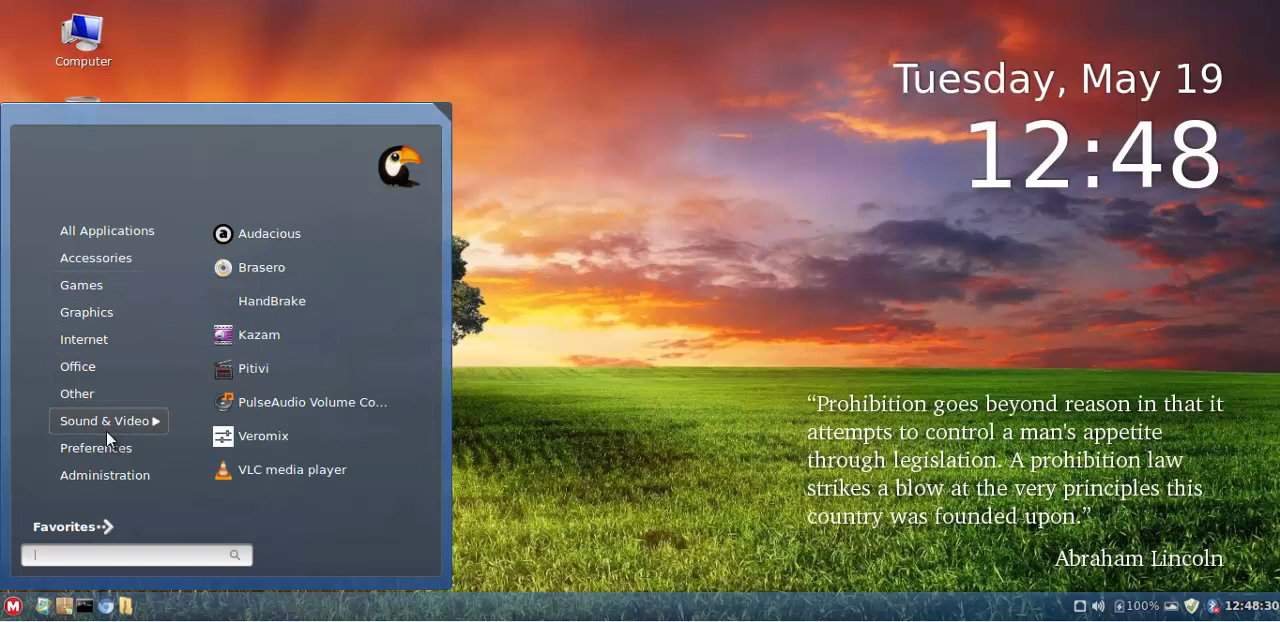 Computer
Tuesday, May 19
12:48
All Applications
Accessories
Games
Graphics
Internet
Office
Other
Sound & Video
Preferences
Administration
Audacious
Brasero
HandBrake
Kazam
Pitivi
PulseAudio Volume Co...
Veromix
VLC media player
Favorites
“Prohibition goes beyond reason in that it
attempts to control a man's appetite
through legislation. A prohibition law
strikes a blow at the very principles this
country was founded upon.”
Abraham Lincoln
M
100%
12:48:30